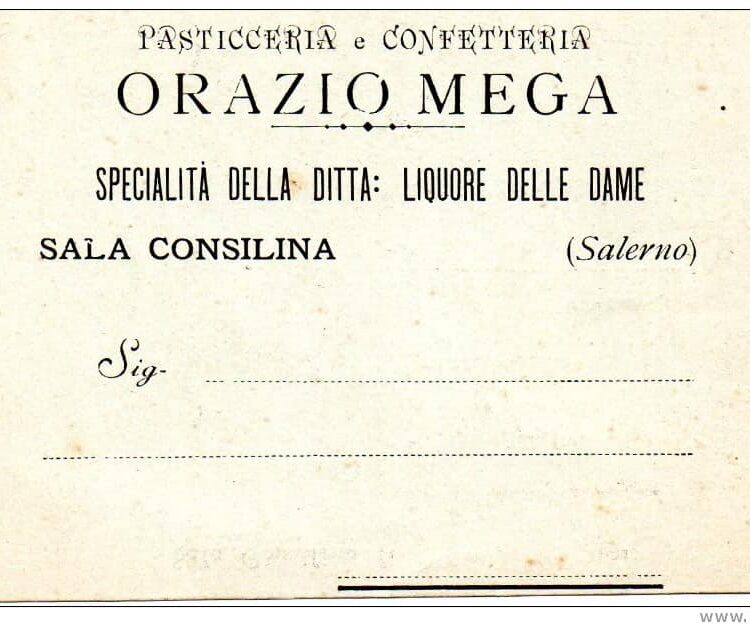 PASTICCERIA e CONFETTERIA
ORAZIO MEGA
SPECIALITÀ DELLA DITTA: LIQUORE DELLE DAME
SALA CONSILINA (Salerno)
Sig-
www.